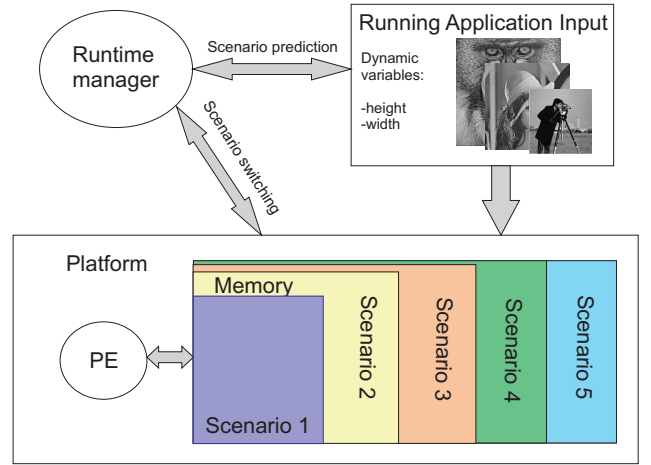 Runtime
manager
Scenario prediction
Running Application Input
Dynamic
variables:
-height
-width
Scenario switching
Platform
PE
Memory
Scenario 1
Scenario 2
Scenario 3
Scenario 4
Scenario 5